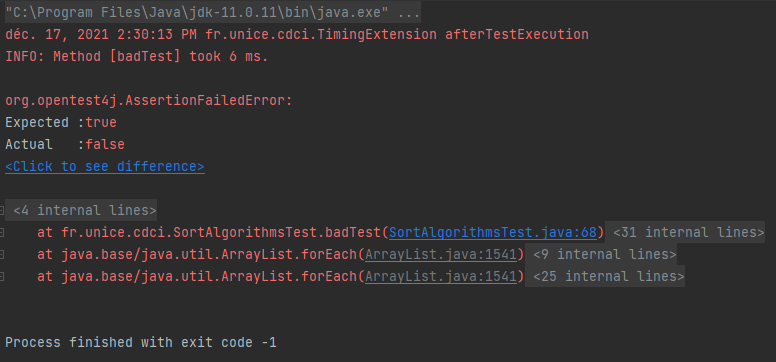 "C:\Program Files\Java\jdk-11.0.11\bin\java.exe" ...
déc. 17, 2021 2:30:13 PM fr.unice.cdci.TimingExtension afterTestExecution
INFO: Method [badTest] took 6 ms.
org.opentest4j.AssertionFailedError:
Expected :true
Actual   :false
<Click to see difference>
<4 internal lines>
at fr.unice.cdci.SortAlgorithmsTest.badTest(SortAlgorithmsTest.java:68) <31 internal lines>
at java.base/java.util.ArrayList.forEach(ArrayList.java:1541) <9 internal lines>
at java.base/java.util.ArrayList.forEach(ArrayList.java:1541) <25 internal lines>
Process finished with exit code -1